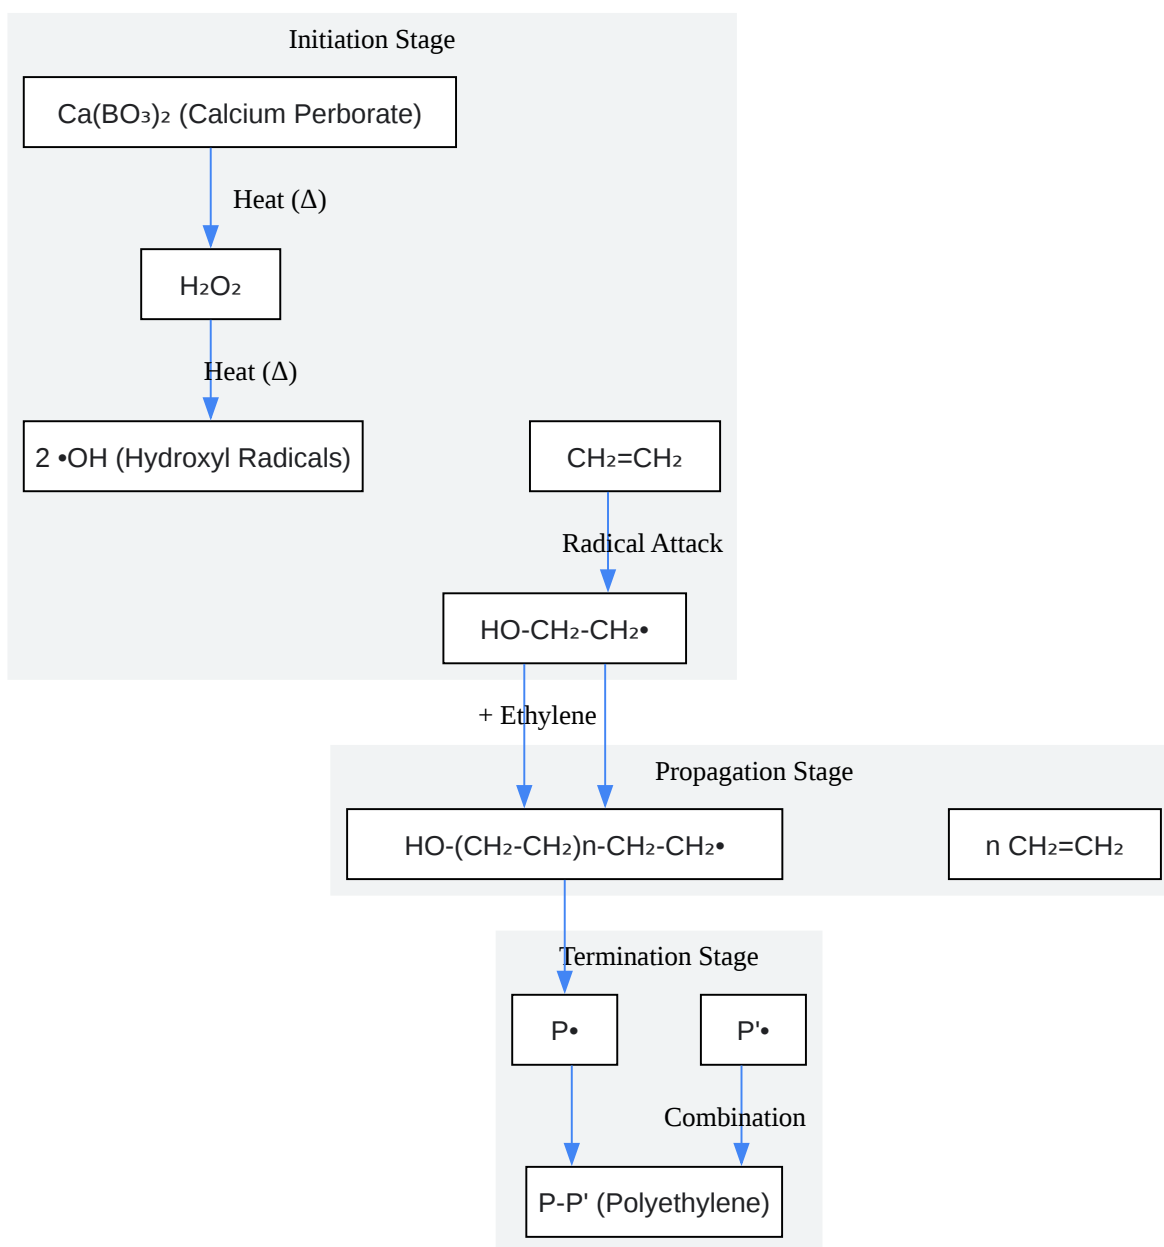 Initiation Stage
Ca(BO₃)₂ (Calcium Perborate)
Heat (Δ)
H₂O₂
Heat (Δ)
2 •OH (Hydroxyl Radicals)
CH₂=CH₂
Radical Attack
HO-CH₂-CH₂•
+ Ethylene
Propagation Stage
HO-(CH₂-CH₂)n-CH₂-CH₂•
n CH₂=CH₂
Termination Stage
P•
P'•
Combination
P-P' (Polyethylene)